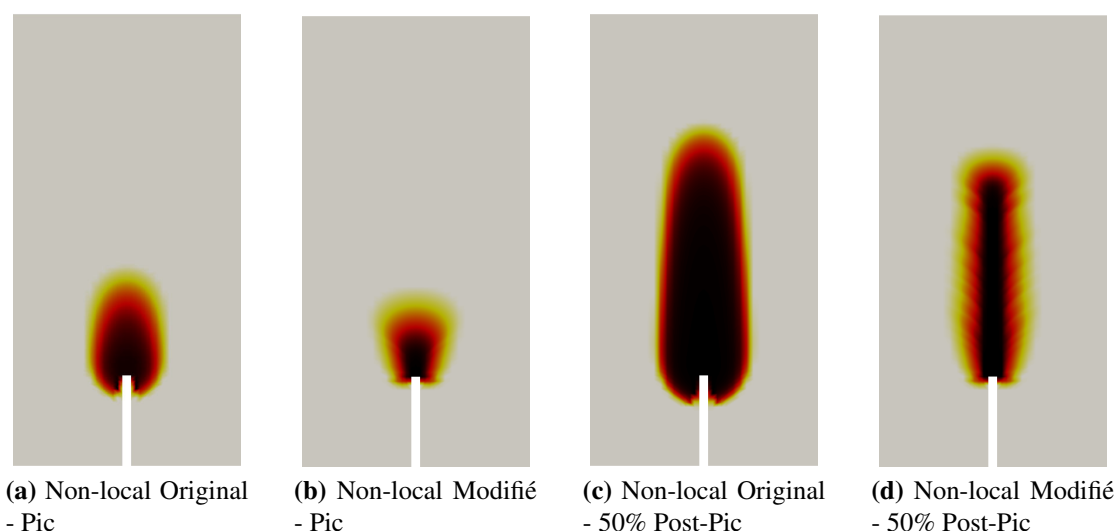 (a) Non-local Original
- Pic
(b) Non-local Modifié
- Pic
(c) Non-local Original
- 50% Post-Pic
(d) Non-local Modifié
- 50% Post-Pic